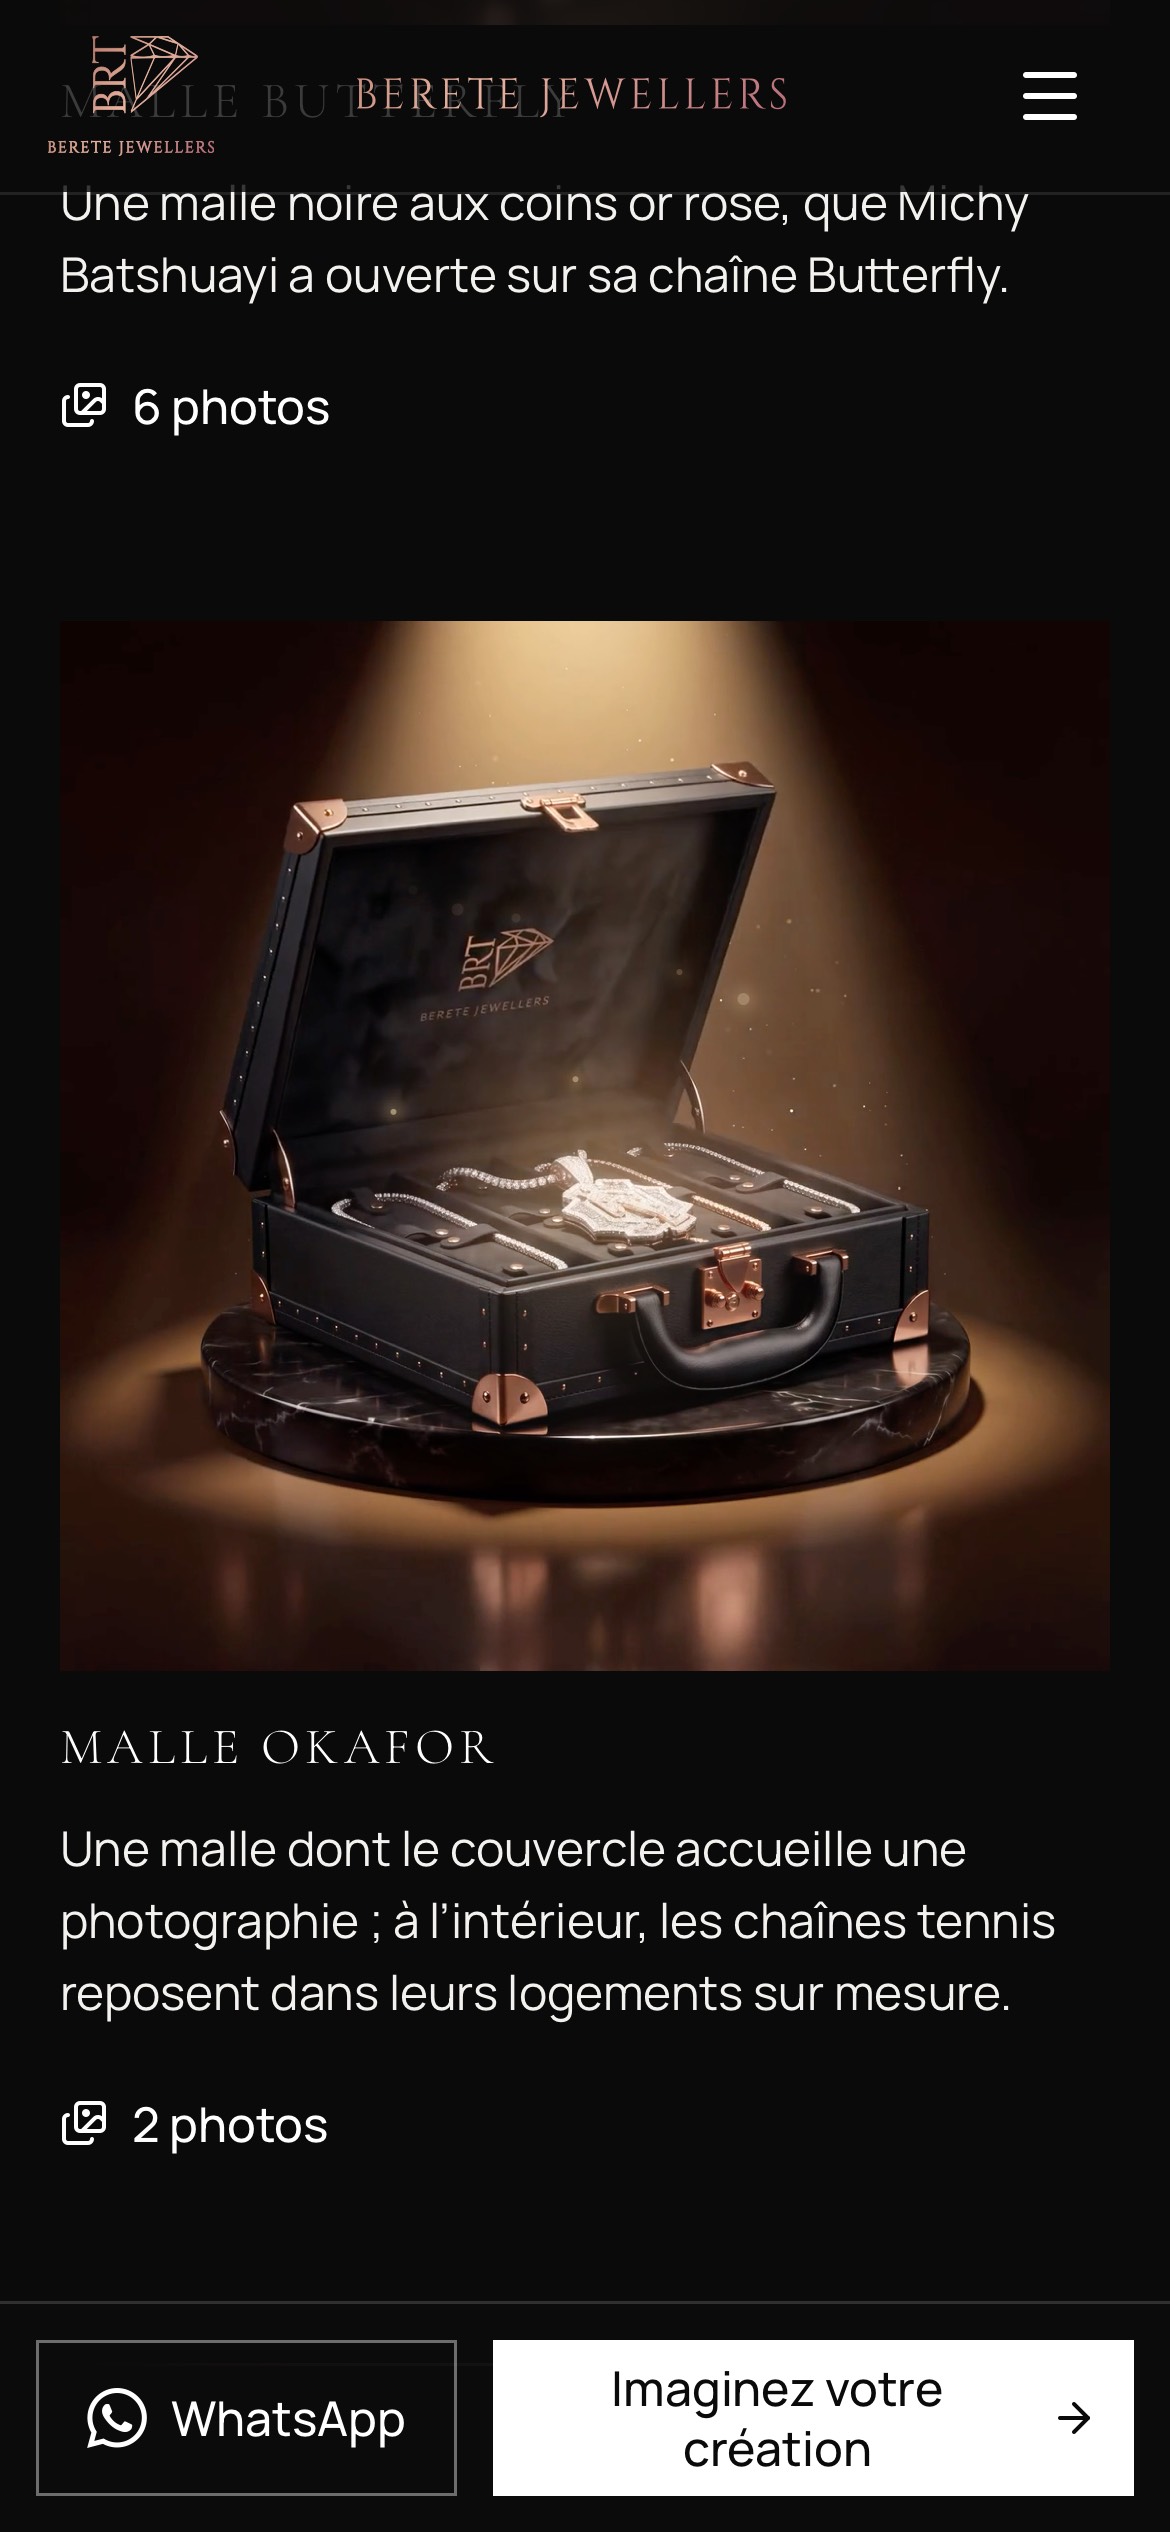 BRT
BERETE JEWELLERS
BERETE JEWELLERS
MALLE BUTTERFLY
Une malle noire aux coins or rose, que Michy
Batshuayi a ouverte sur sa chaîne Butterfly.
6 photos
BRT
BERETE JEWELLERS
MALLE OKAFOR
Une malle dont le couvercle accueille une
photographie ; à l’intérieur, les chaînes tennis
reposent dans leurs logements sur mesure.
2 photos
WhatsApp
Imaginez votre
création